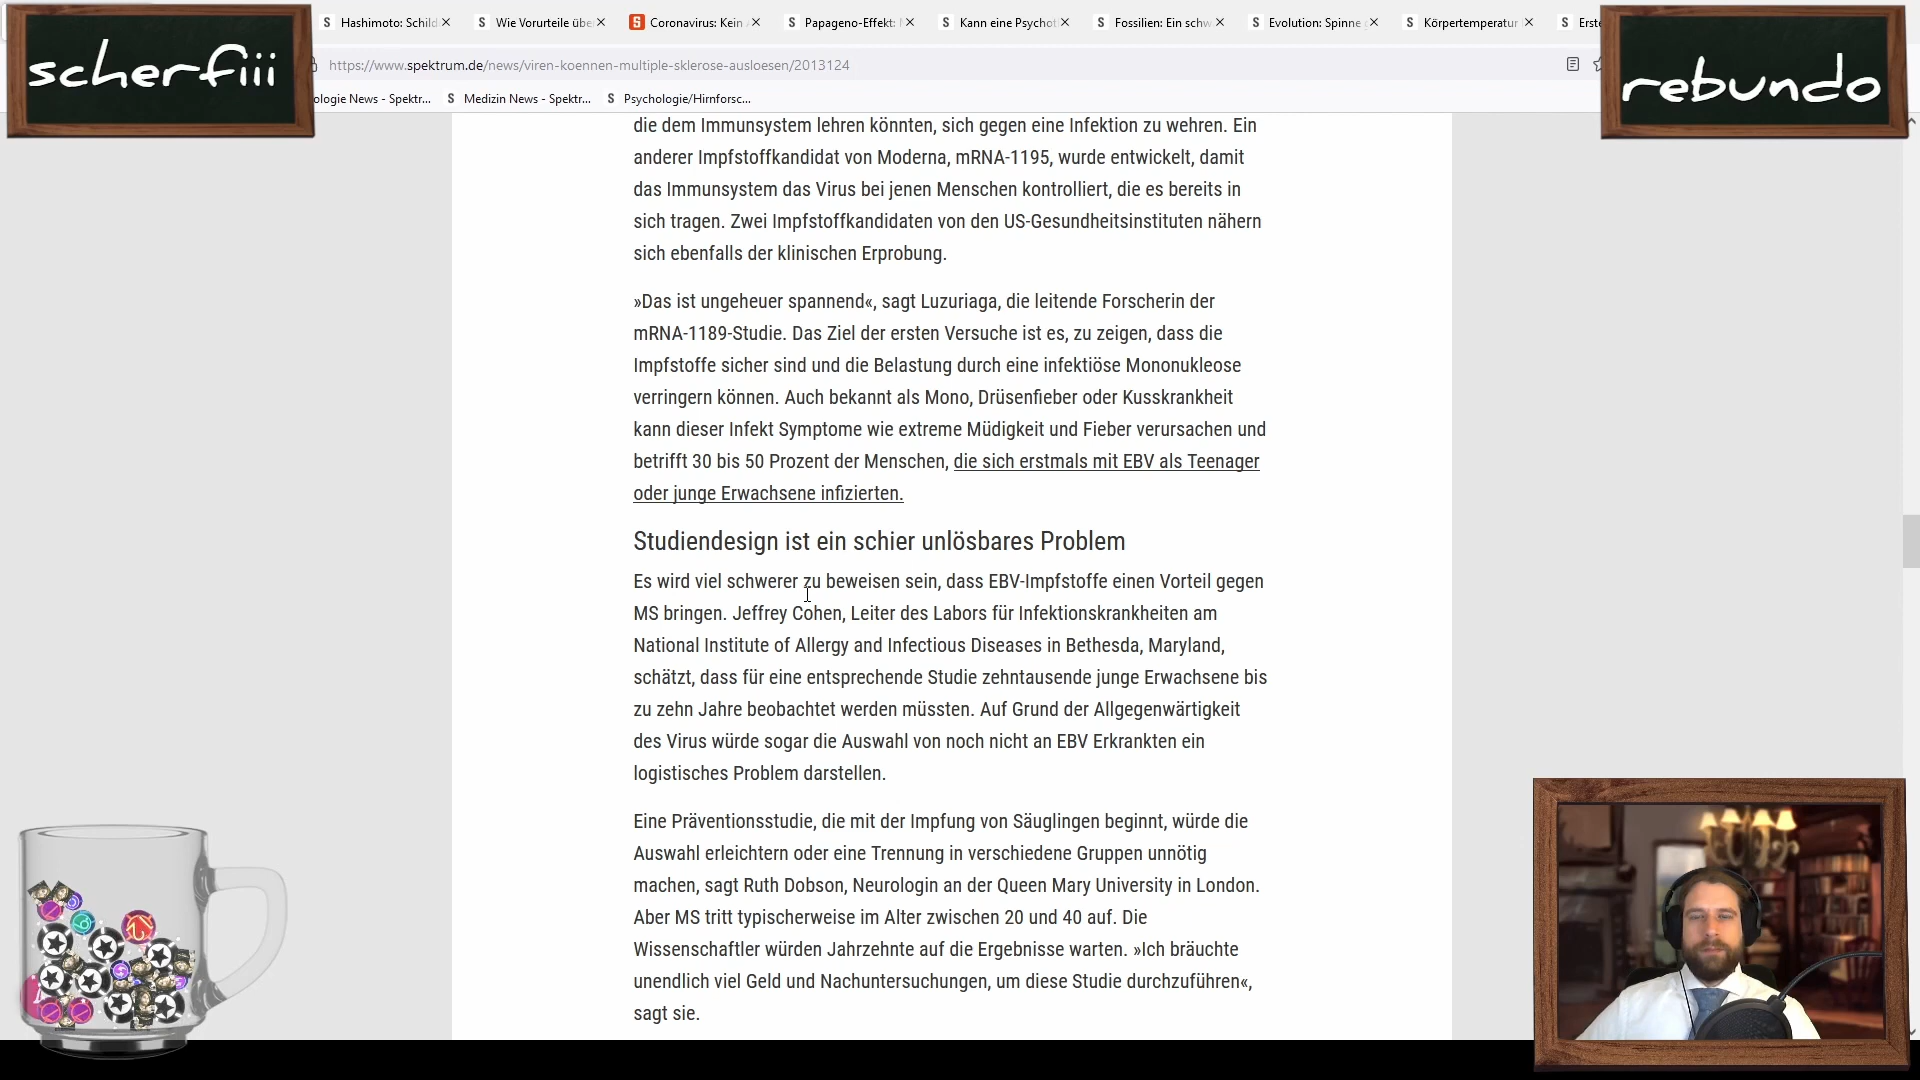 scherfiii
Hashimoto: Schild
Wie Vorurteile übe
Coronavirus: Kein
Papageno-Effekt:
Kann eine Psychot
Fossilien: Ein schw
Evolution: Spinne
Körpertemperatur
Erste
rebundo
https://www.spektrum.de/news/viren-koennen-multiple-sklerose-ausloesen/2013124
ologie News - Spektr...
Medizin News - Spektr...
Psychologie/Hirnforsc...
die dem Immunsystem lehren könnten, sich gegen eine Infektion zu wehren. Ein
anderer Impfstoffkandidat von Moderna, mRNA-1195, wurde entwickelt, damit
das Immunsystem das Virus bei jenen Menschen kontrolliert, die es bereits in
sich tragen. Zwei Impfstoffkandidaten von den US-Gesundheitsinstituten nähern
sich ebenfalls der klinischen Erprobung.
»Das ist ungeheuer spannend«, sagt Luzuriaga, die leitende Forscherin der
mRNA-1189-Studie. Das Ziel der ersten Versuche ist es, zu zeigen, dass die
Impfstoffe sicher sind und die Belastung durch eine infektiöse Mononukleose
verringern können. Auch bekannt als Mono, Drüsenfieber oder Kusskrankheit
kann dieser Infekt Symptome wie extreme Müdigkeit und Fieber verursachen und
betrifft 30 bis 50 Prozent der Menschen, die sich erstmals mit EBV als Teenager
oder junge Erwachsene infizierten.
Studiendesign ist ein schier unlösbares Problem
Es wird viel schwerer zu beweisen sein, dass EBV-Impfstoffe einen Vorteil gegen
MS bringen. Jeffrey Cohen, Leiter des Labors für Infektionskrankheiten am
National Institute of Allergy and Infectious Diseases in Bethesda, Maryland,
schätzt, dass für eine entsprechende Studie zehntausende junge Erwachsene bis
zu zehn Jahre beobachtet werden müssten. Auf Grund der Allgegenwärtigkeit
des Virus würde sogar die Auswahl von noch nicht an EBV Erkrankten ein
logistisches Problem darstellen.
Eine Präventionsstudie, die mit der Impfung von Säuglingen beginnt, würde die
Auswahl erleichtern oder eine Trennung in verschiedene Gruppen unnötig
machen, sagt Ruth Dobson, Neurologin an der Queen Mary University in London.
Aber MS tritt typischerweise im Alter zwischen 20 und 40 auf. Die
Wissenschaftler würden Jahrzehnte auf die Ergebnisse warten. »Ich bräuchte
unendlich viel Geld und Nachuntersuchungen, um diese Studie durchzuführen«,
sagt sie.